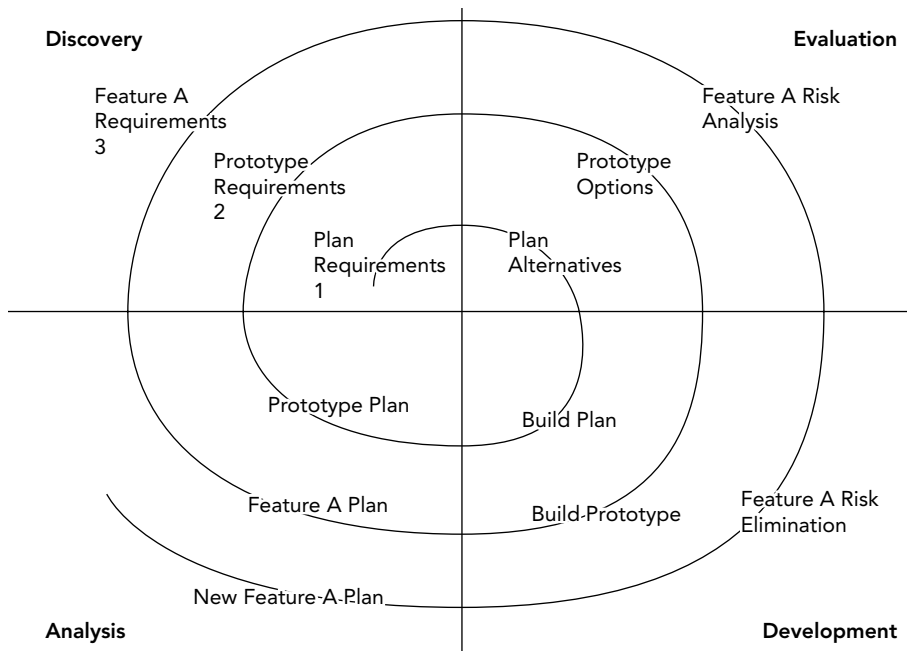 Discovery
Evaluation
Feature A
Requirements
3
Feature A Risk
Analysis
Prototype
Requirements
2
Prototype
Options
Plan
Requirements
1
Plan
Alternatives
Prototype Plan
Build Plan
Feature A Plan
Build Prototype
Feature A Risk
Elimination
New Feature A Plan
Analysis
Development